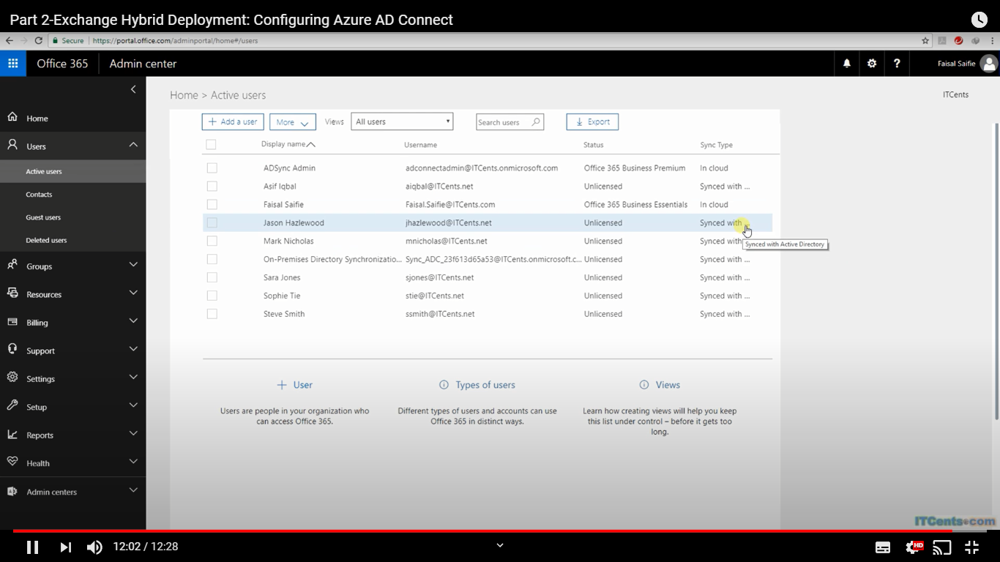 Part 2-Exchange Hybrid Deployment: Configuring Azure AD Connect
Secure https://portal.office.com/adminportal/home#/users
Office 365 Admin center Faisal Saifie
Home > Active users ITCents
Home
Users
Active users
Contacts
Guest users
Deleted users
Groups
Resources
Billing
Support
Settings
Setup
Reports
Health
Admin centers
+ Add a user More Views All users Search users Export
Display name Username Status Sync Type
ADSync Admin adconnectadmin@ITCents.onmicrosoft.com Office 365 Business Premium In cloud
Asif Iqbal aiqbal@ITCents.net Unlicensed Synced with ...
Faisal Saifie Faisal.Saifie@ITCents.com Office 365 Business Essentials In cloud
Jason Hazlewood jhazlewood@ITCents.net Unlicensed Synced with
Mark Nicholas mnicholas@ITCents.net Unlicensed Synced with
Synced with Active Directory
On-Premises Directory Synchronizatio... Sync_ADC_23f613d65a53@ITCents.onmicrosoft.c... Unlicensed Synced with ...
Sara Jones sjones@ITCents.net Unlicensed Synced with ...
Sophie Tie stie@ITCents.net Unlicensed Synced with ...
Steve Smith ssmith@ITCents.net Unlicensed Synced with ...
+ User
Users are people in your organization who
can access Office 365.
Types of users
Different types of users and accounts can use
Office 365 in distinct ways.
Views
Learn how creating views will help you keep
this list under control – before it gets too
long.
ITCents.com
12:02 / 12:28 HD